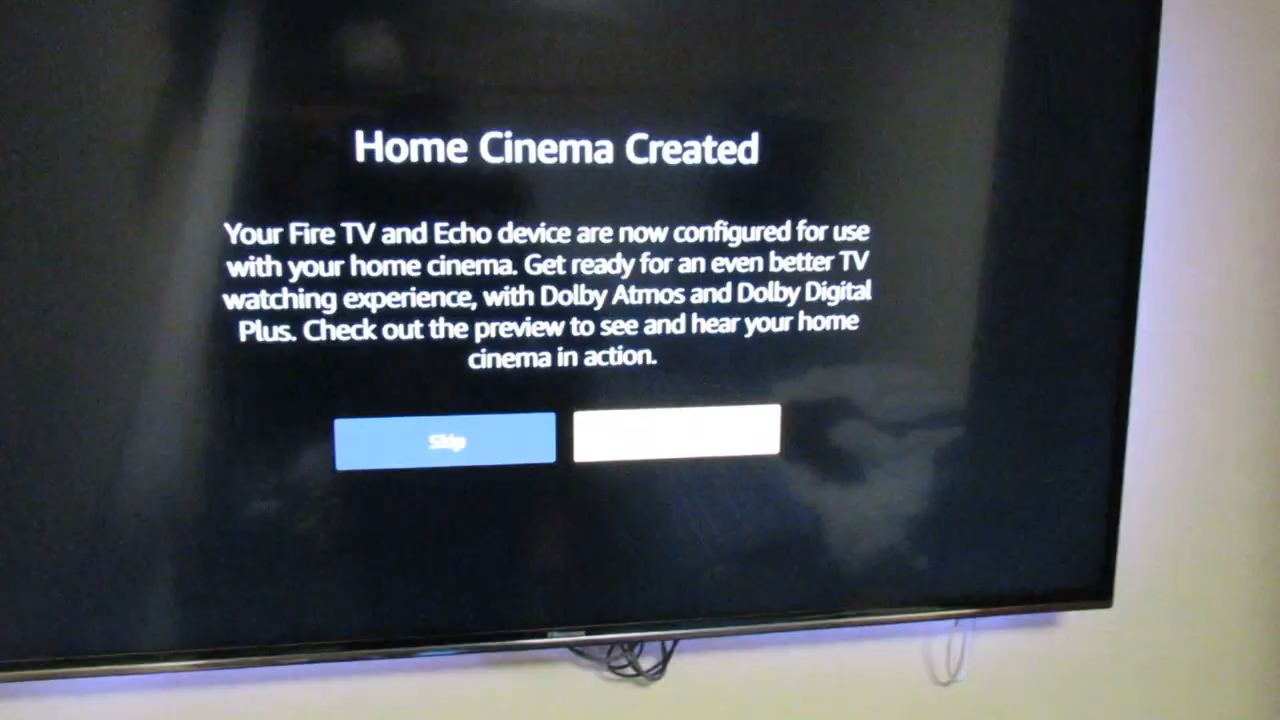 Home Cinema Created
Your Fire TV and Echo device are now configured for use
with your home cinema. Get ready for an even better TV
watching experience, with Dolby Atmos and Dolby Digital
Plus. Check out the preview to see and hear your home
cinema in action.
Skip